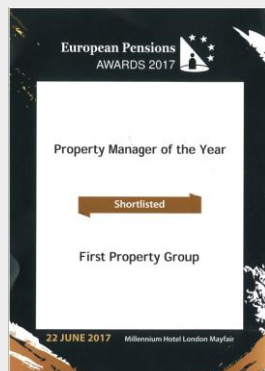 European Pensions
AWARDS 2017
Property Manager of the Year
Shortlisted
First Property Group
22 JUNE 2017 Millennium Hotel London Mayfair